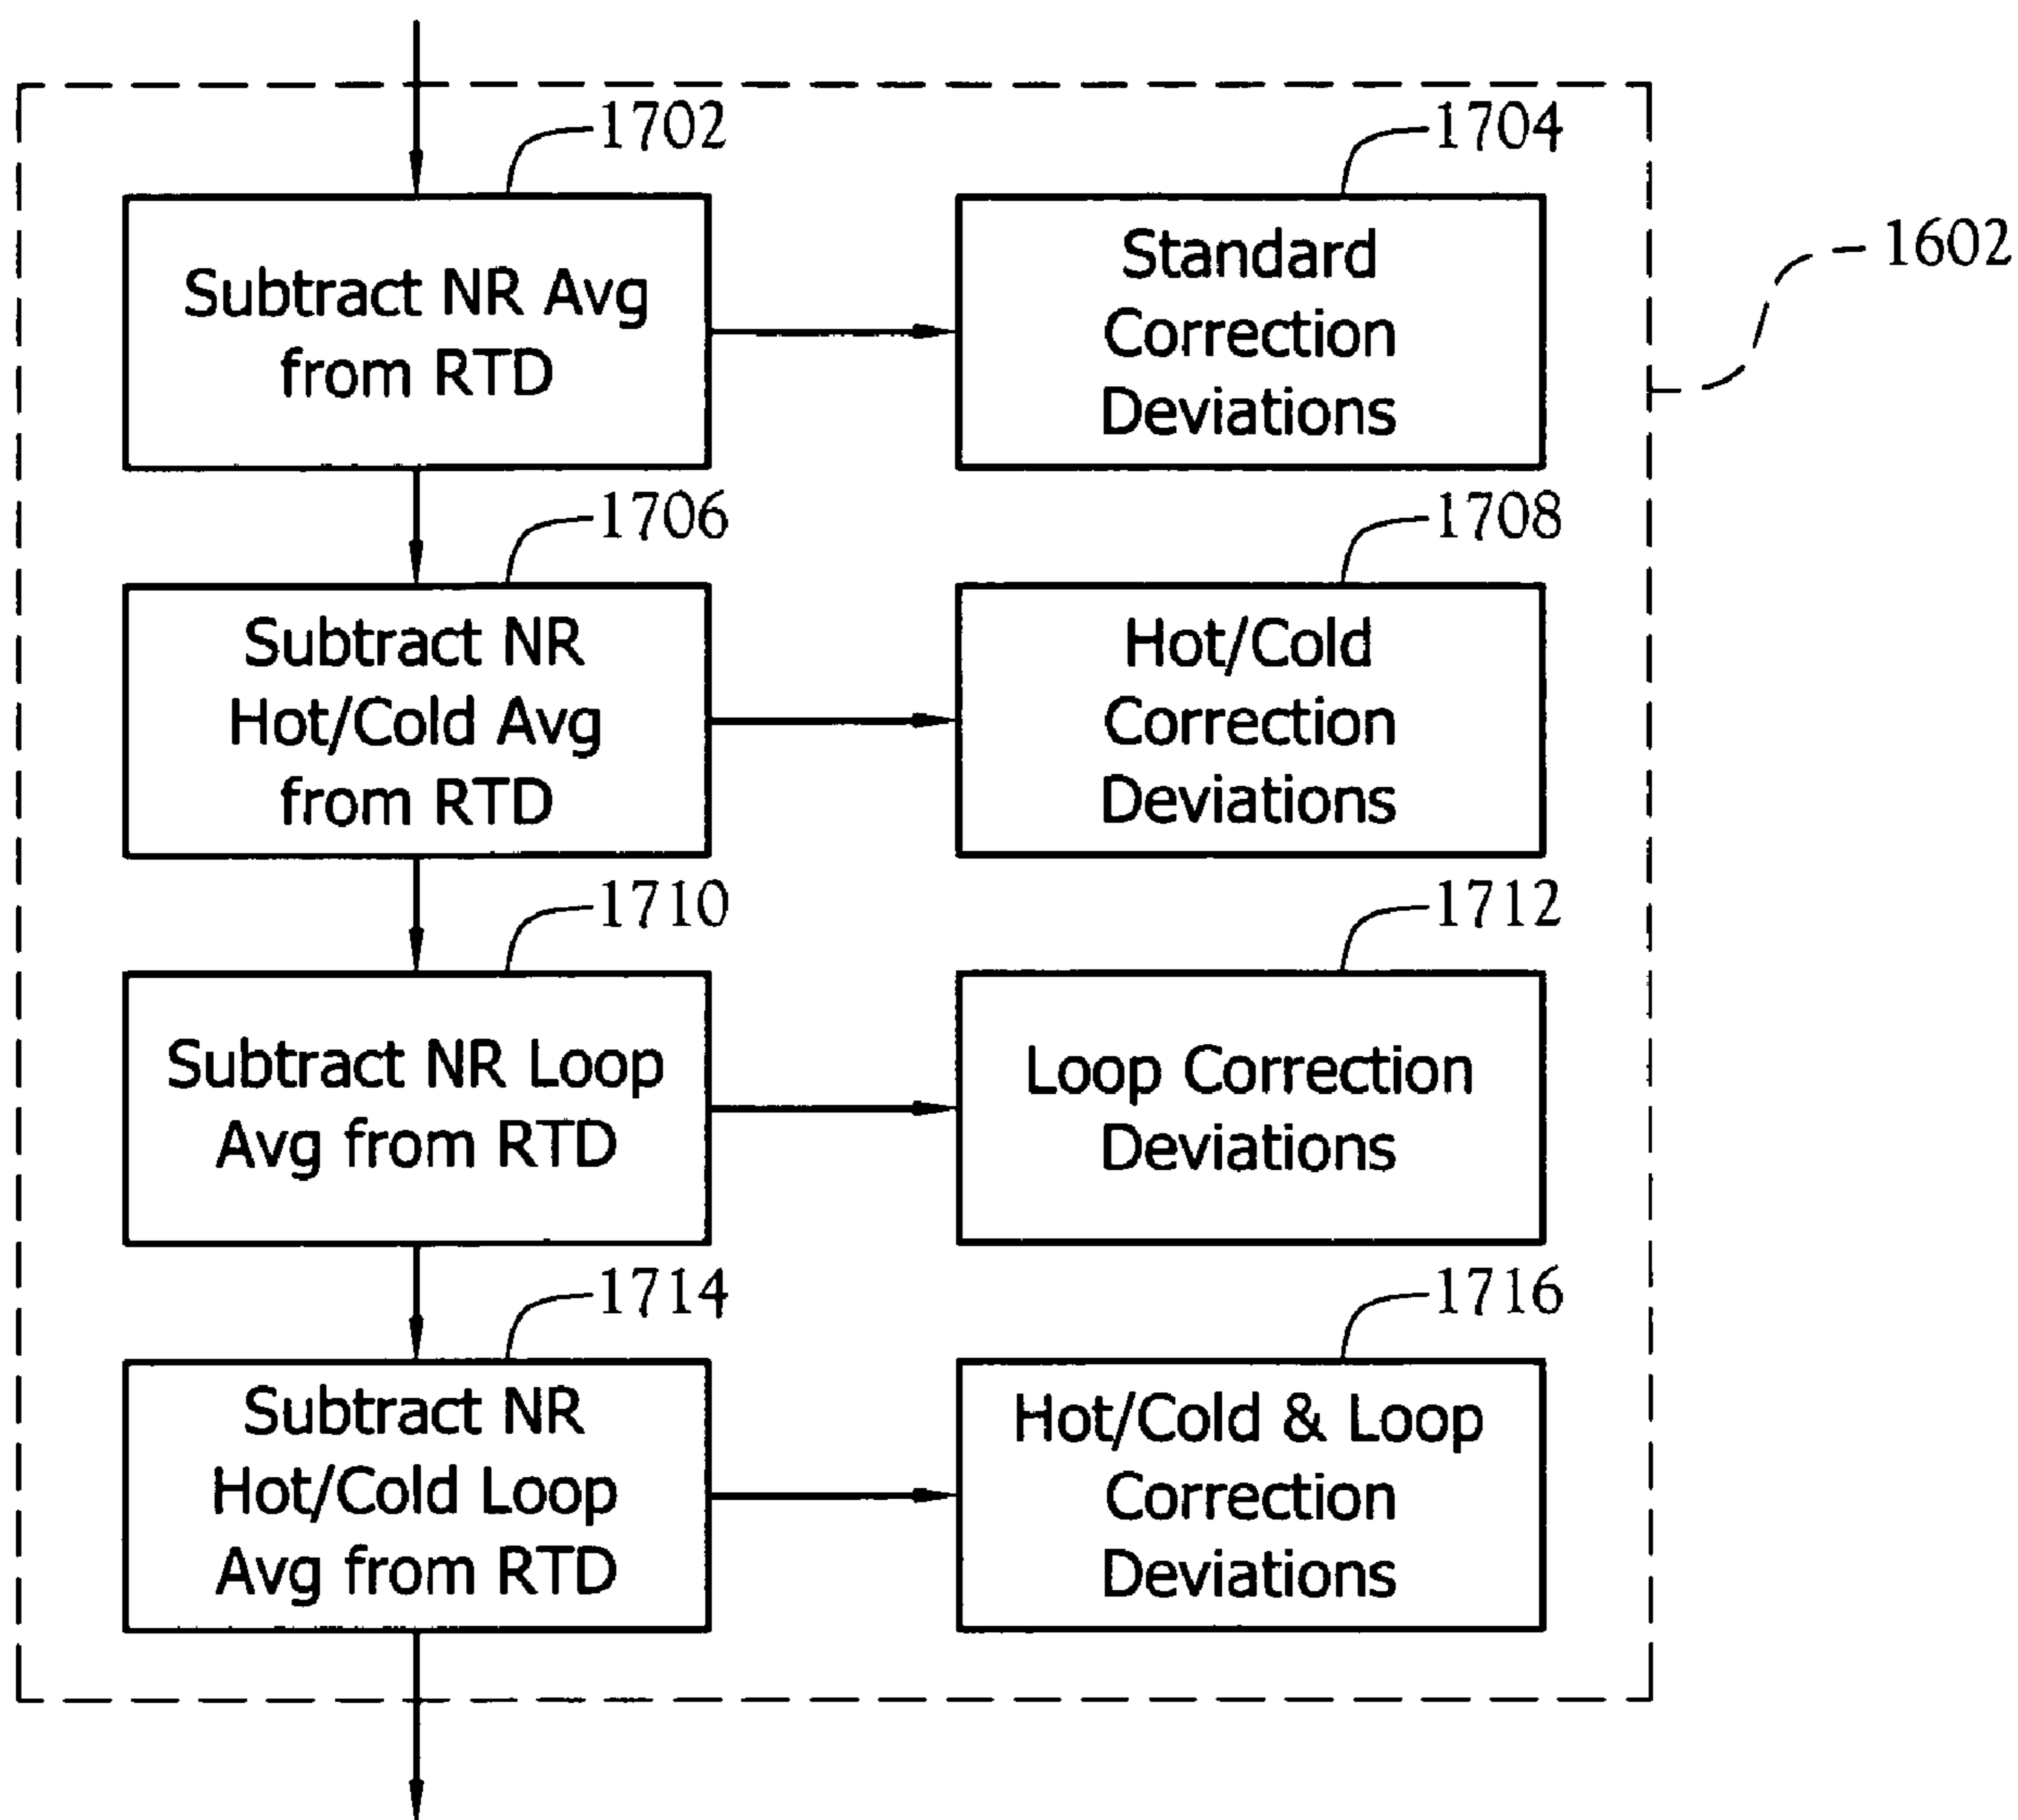 1702
1704
Subtract NR Avg
from RTD
Standard
Correction
Deviations
1602
1706
1708
Subtract NR
Hot/Cold Avg
from RTD
Hot/Cold
Correction
Deviations
1710
1712
Subtract NR Loop
Avg from RTD
Loop Correction
Deviations
1714
1716
Subtract NR
Hot/Cold Loop
Avg from RTD
Hot/Cold & Loop
Correction
Deviations